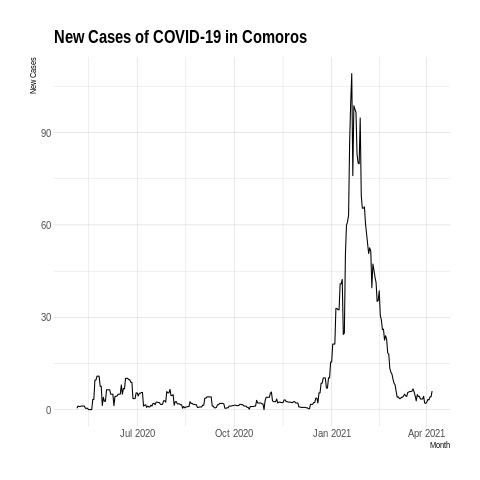 New Cases of COVID-19 in Comoros
New Cases
90
60
30
0
Jul 2020 Oct 2020 Jan 2021 Apr 2021
Month